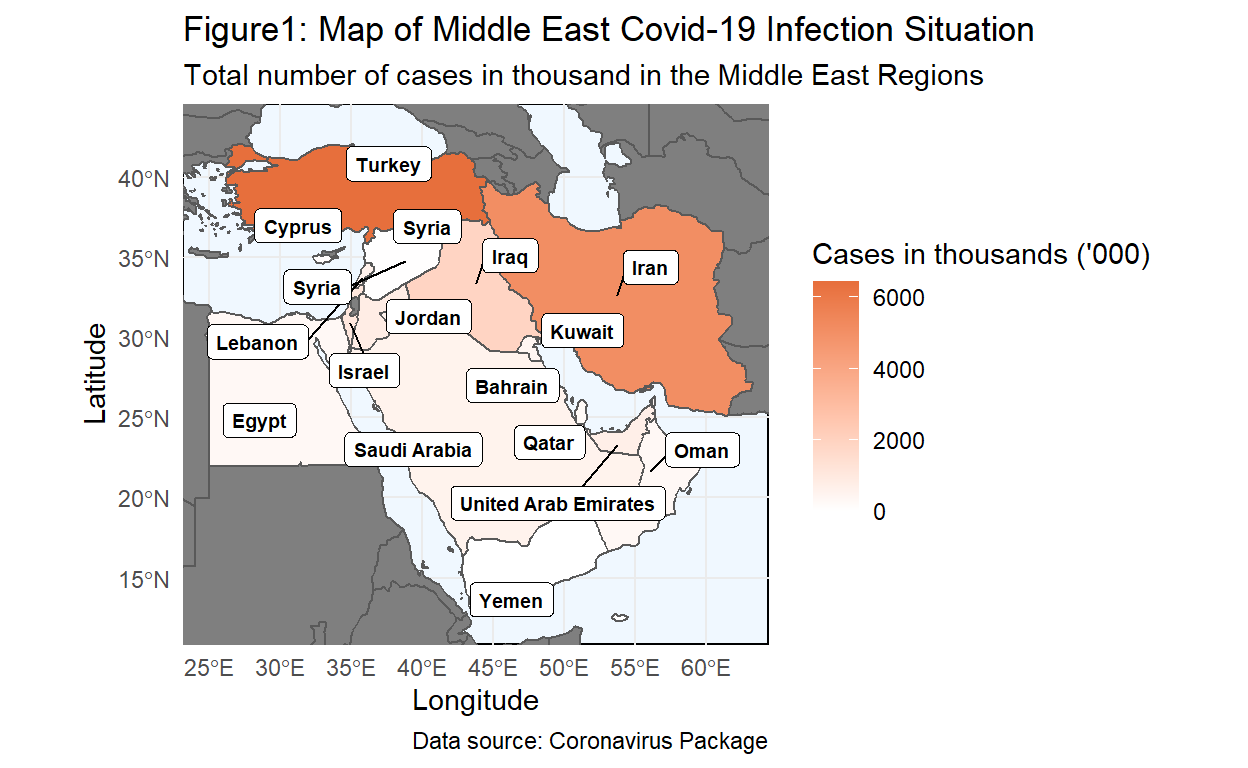 Figure1: Map of Middle East Covid-19 Infection Situation
Total number of cases in thousand in the Middle East Regions
Turkey
40°N
Cyprus
Syria
Iraq
Iran
35°N
Syria
Jordan
Kuwait
30°N
Lebanon
Israel
Bahrain
25°N
Egypt
Saudi Arabia
Qatar
Oman
20°N
United Arab Emirates
15°N
Yemen
Latitude
25°E 30°E 35°E 40°E 45°E 50°E 55°E 60°E
Longitude
Data source: Coronavirus Package
Cases in thousands ('000)
6000
4000
2000
0